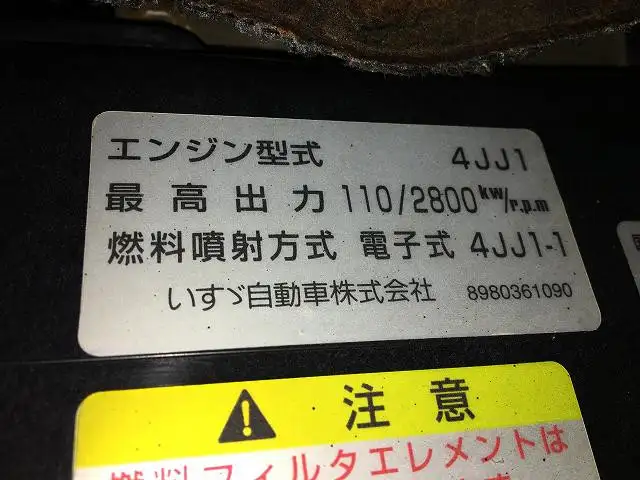 エンジン型式 4JJ1
最高出力 110/2800 kw/r.p.m
燃料噴射方式 電子式 4JJ1-1
いすゞ自動車株式会社 8980361090
注意
燃料フィルタエレメントは